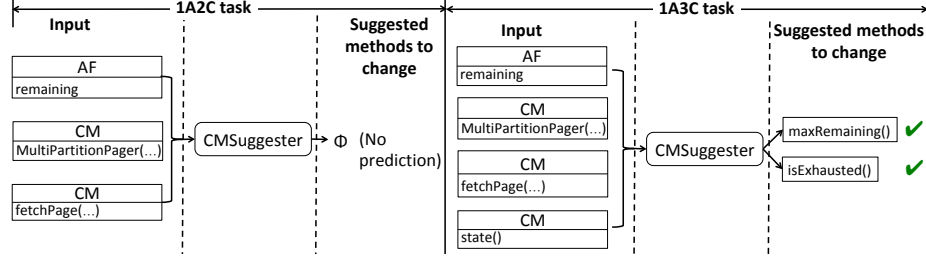 1A2C task
Input
Suggested
methods to
change
AF
remaining
CM
MultiPartitionPager(...)
CM
fetchPage(...)
CMSuggester
Φ (No
prediction)
1A3C task
Input
Suggested methods
to change
AF
remaining
CM
MultiPartitionPager(...)
CM
fetchPage(...)
CM
state()
CMSuggester
maxRemaining() ✔
isExhausted() ✔